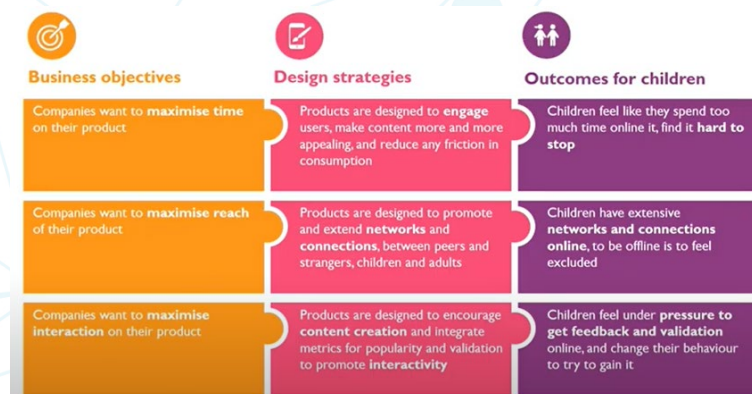 Business objectives
Design strategies
Outcomes for children
Companies want to maximise time
on their product
Products are designed to engage
users, make content more and more
appealing, and reduce any friction in
consumption
Children feel like they spend too
much time online it, find it hard to
stop
Companies want to maximise reach
of their product
Products are designed to promote
and extend networks and
connections, between peers and
strangers, children and adults
Children have extensive
networks and connections
online, to be offline is to feel
excluded
Companies want to maximise
interaction on their product
Products are designed to encourage
content creation and integrate
metrics for popularity and validation
to promote interactivity
Children feel under pressure to
get feedback and validation
online, and change their behaviour
to try to gain it